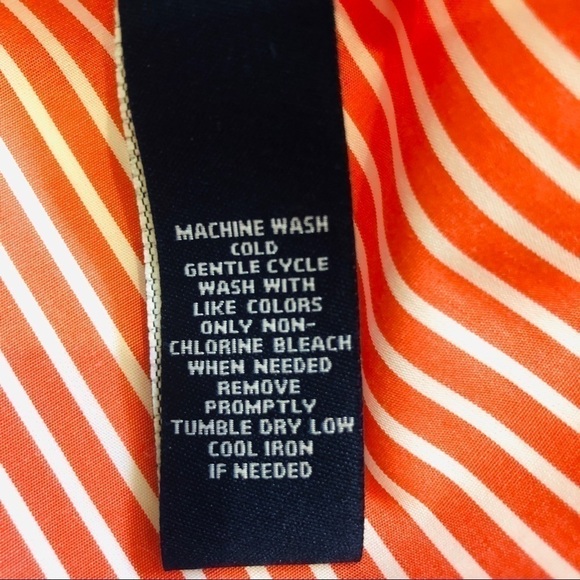 MACHINE WASH
COLD
GENTLE CYCLE
WASH WITH
LIKE COLORS
ONLY NON-
CHLORINE BLEACH
WHEN NEEDED
REMOVE
PROMPTLY
TUMBLE DRY LOW
COOL IRON
IF NEEDED